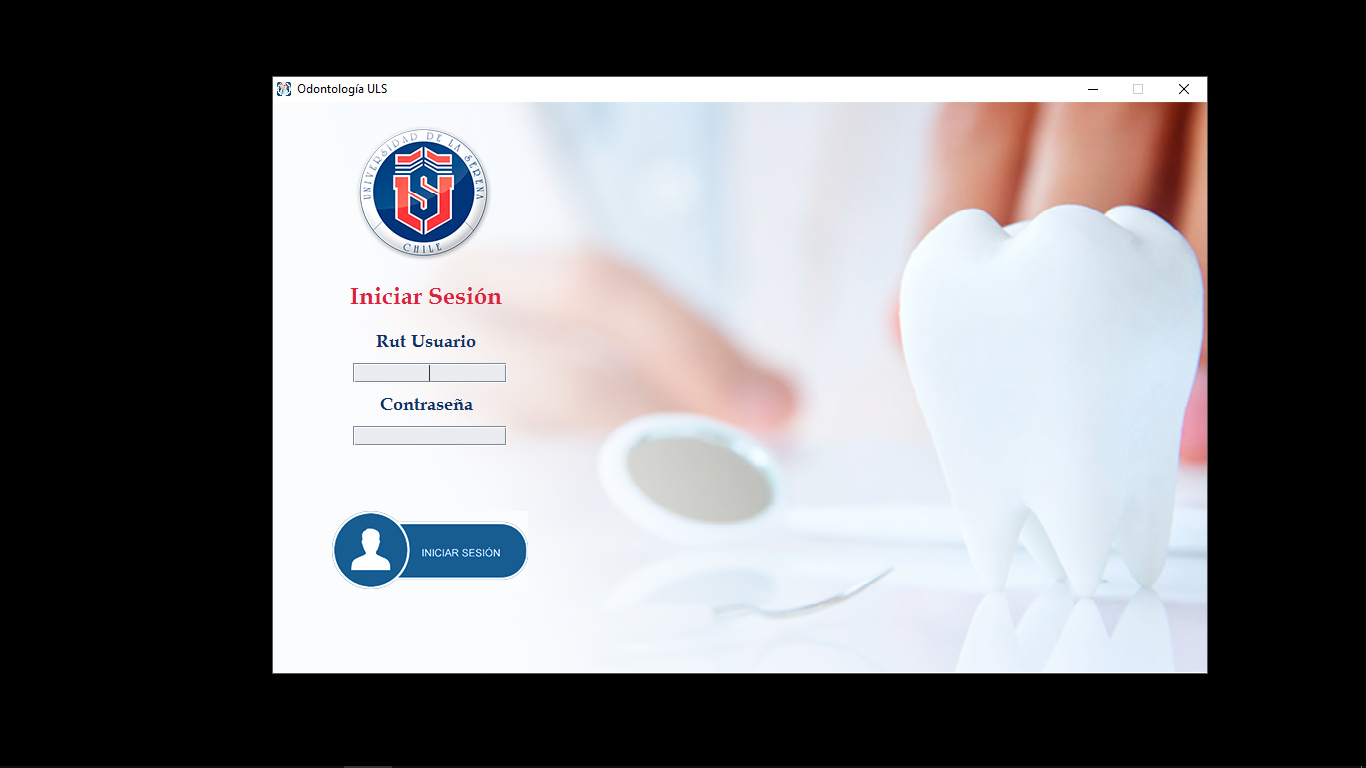 Odontología ULS
UNIVERSIDAD DE LA SERENA
CHILE
Iniciar Sesión
Rut Usuario
Contraseña
INICIAR SESIÓN